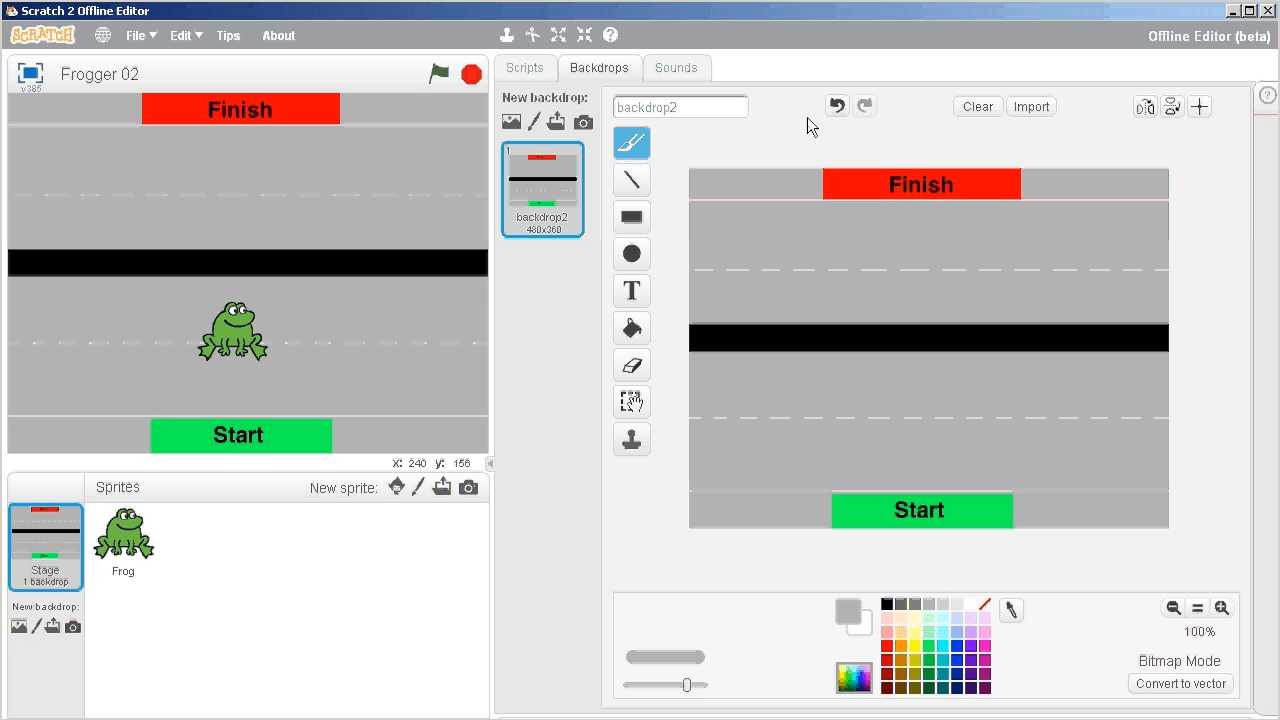 Scratch 2 Offline Editor
SCRATCH File Edit Tips About Offline Editor (beta)
v385 Frogger 02
Scripts Backdrops Sounds
New backdrop:
backdrop2
Clear Import
1
backdrop2
480x360
Finish
Start
Finish
Start
T
x: 240 y: 156
Sprites New sprite:
Stage
1 backdrop
New backdrop:
Frog
100%
Bitmap Mode
Convert to vector